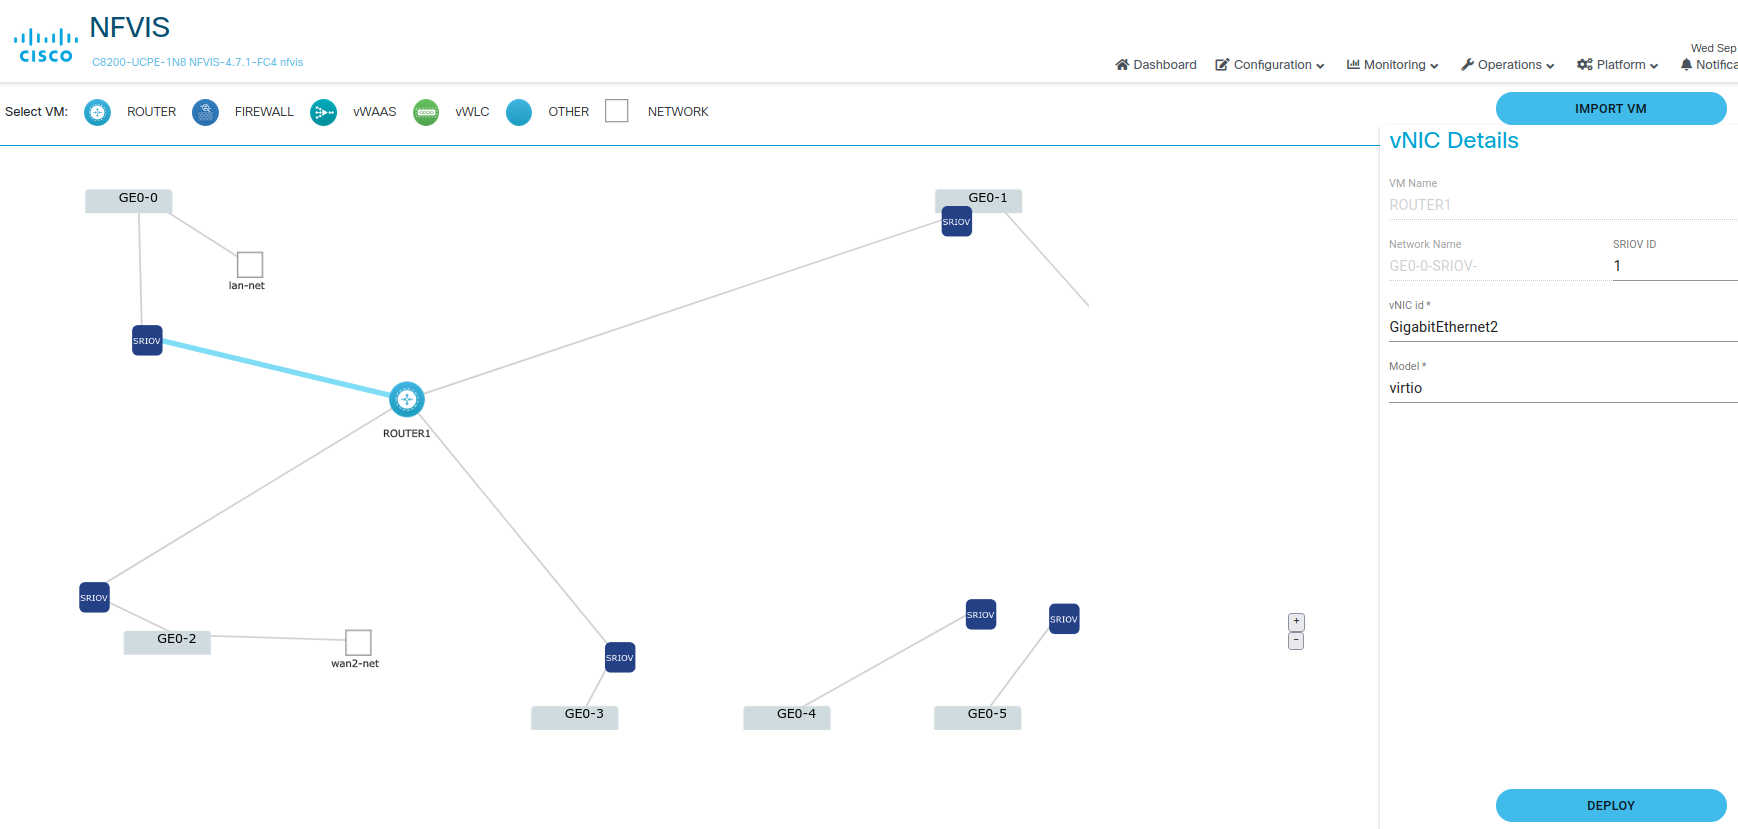 CISCO
NFVIS
C8200-UCPE-1N8 NFVIS-4.7.1-FC4 nfvis
Wed Sep
Dashboard Configuration Monitoring Operations Platform Notifica
Select VM: ROUTER FIREWALL vWAAS vWLC OTHER NETWORK
IMPORT VM
vNIC Details
VM Name
ROUTER1
Network Name SRIOV ID
GE0-0-SRIOV- 1
vNIC id *
GigabitEthernet2
Model *
virtio
GE0-0
GE0-1
SRIOV
lan-net
SRIOV
ROUTER1
SRIOV
GE0-2
wan2-net
SRIOV
GE0-3
SRIOV
SRIOV
GE0-4
GE0-5
+
−
DEPLOY